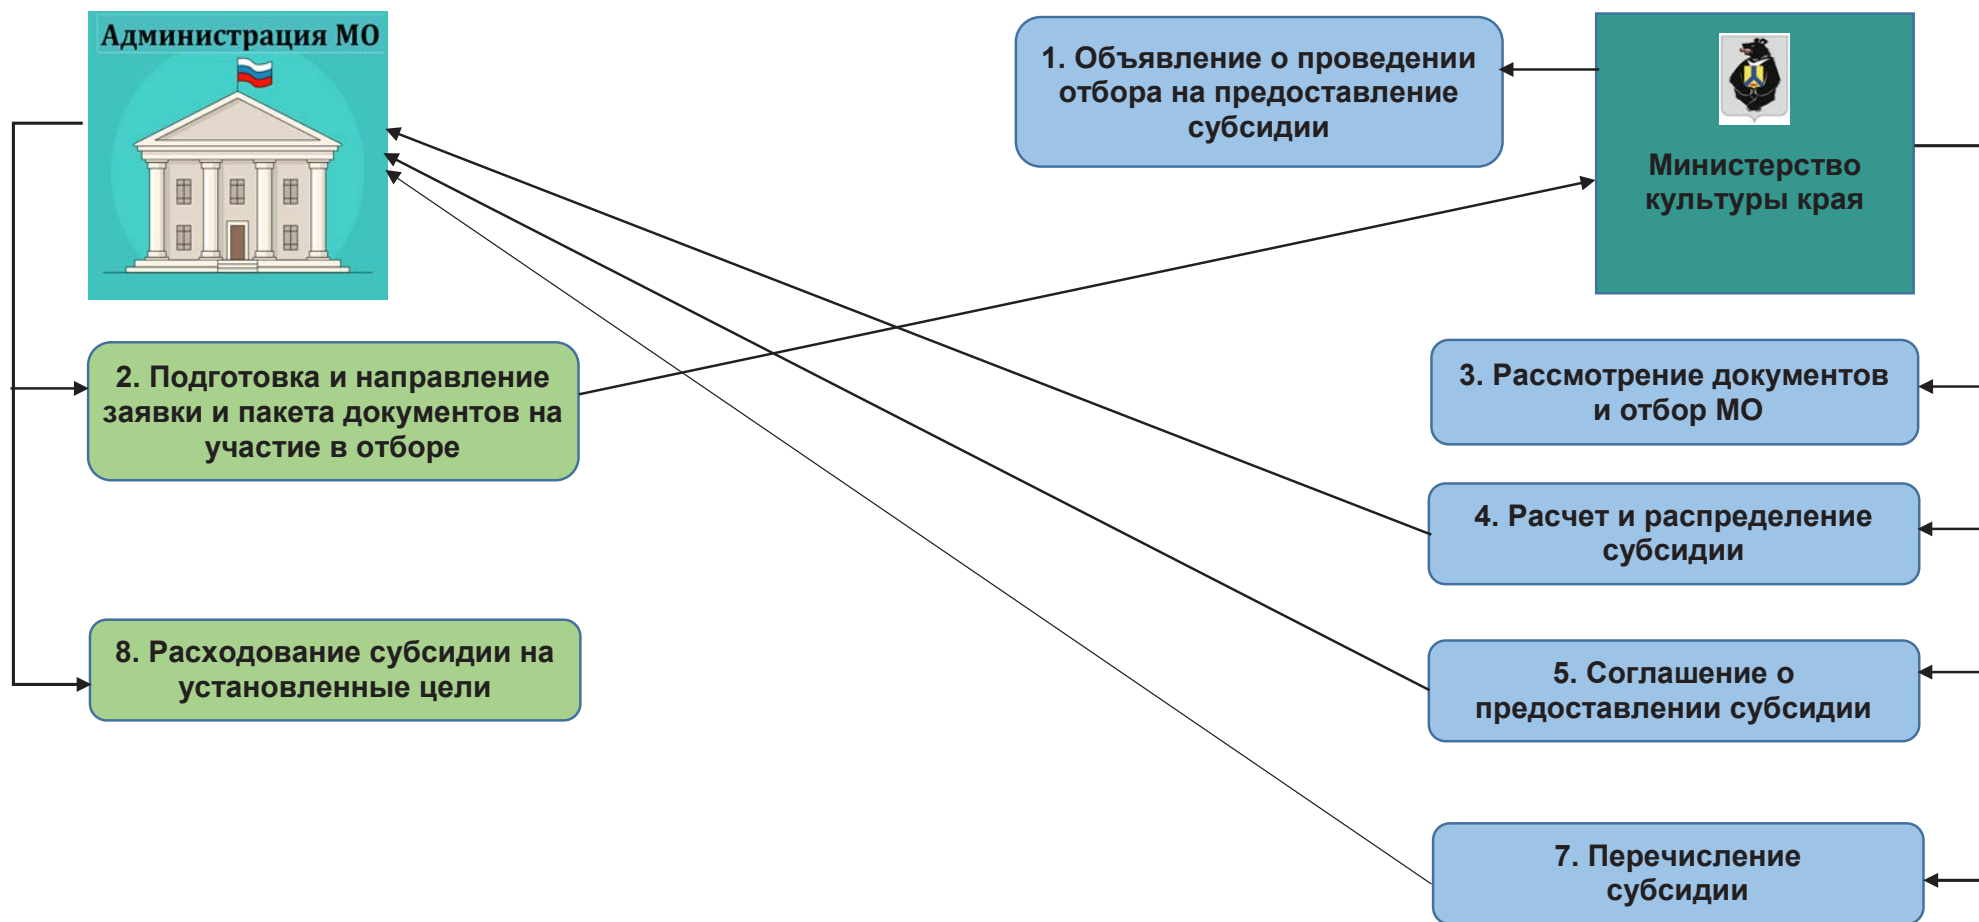 Администрация МО
1. Объявление о проведении
отбора на предоставление
субсидии
Министерство
культуры края
2. Подготовка и направление
заявки и пакета документов на
участие в отборе
3. Рассмотрение документов
и отбор МО
4. Расчет и распределение
субсидии
8. Расходование субсидии на
установленные цели
5. Соглашение о
предоставлении субсидии
7. Перечисление
субсидии